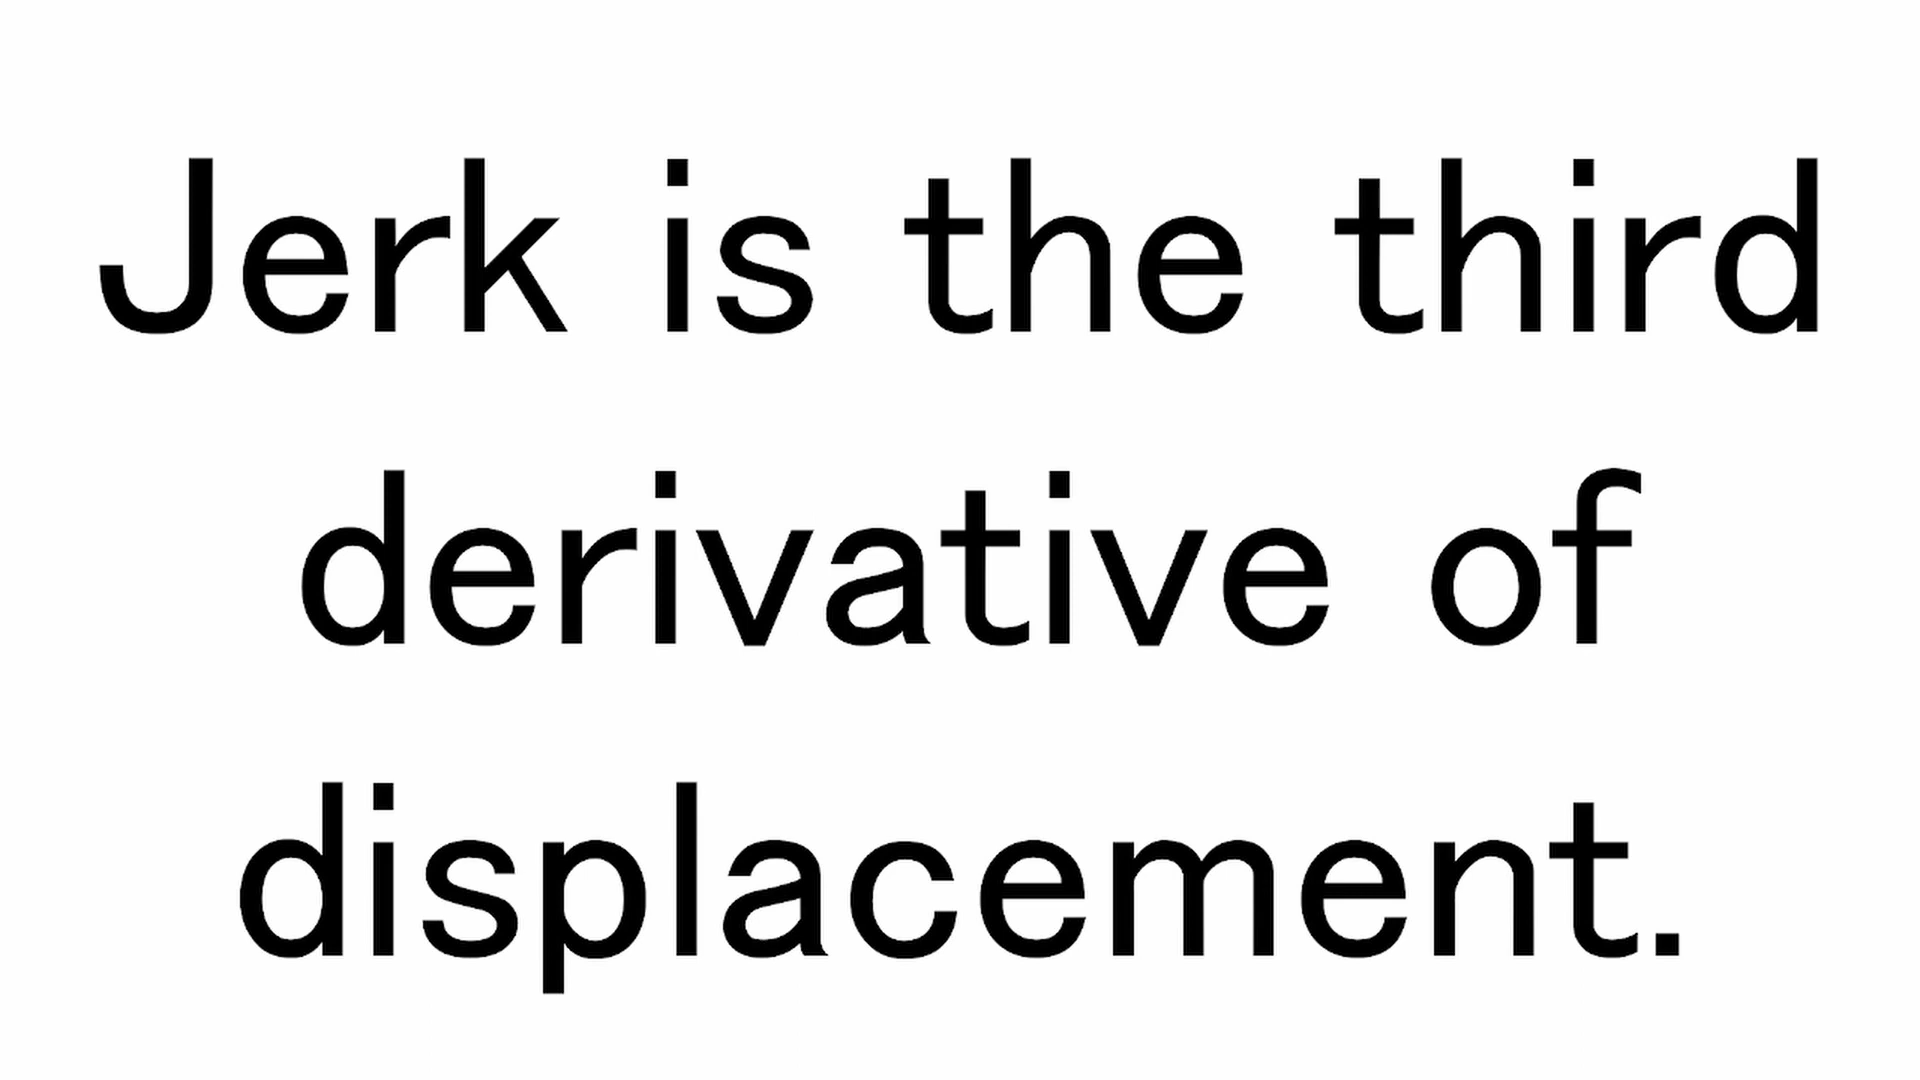 Jerk is the third
derivative of
displacement.